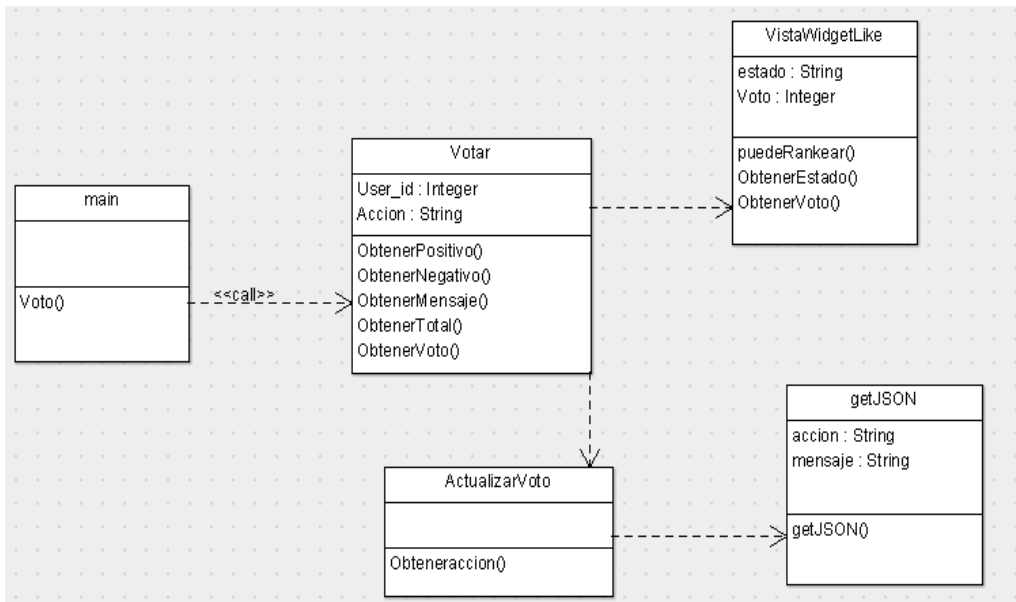 main
Voto()
<<call>>
Votar
User_id : Integer
Accion : String
ObtenerPositivo()
ObtenerNegativo()
ObtenerMensaje()
ObtenerTotal()
ObtenerVoto()
VistaWidgetLike
estado : String
Voto : Integer
puedeRankear()
ObtenerEstado()
ObtenerVoto()
ActualizarVoto
Obteneraccion()
getJSON
accion : String
mensaje : String
getJSON()